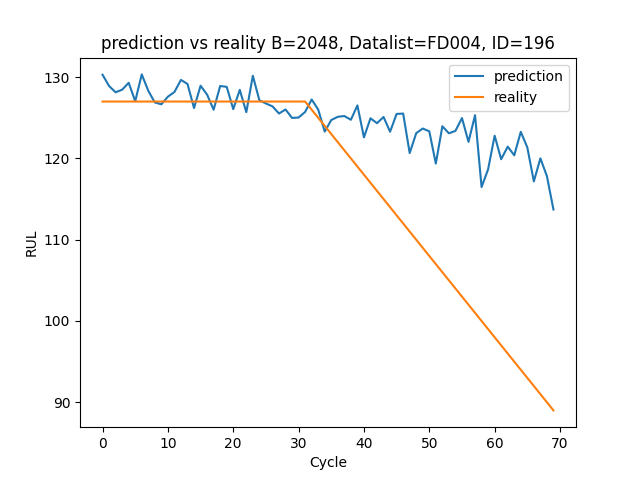 prediction vs reality B=2048, Datalist=FD004, ID=196
prediction
reality
130
120
110
100
90
RUL
0 10 20 30 40 50 60 70
Cycle